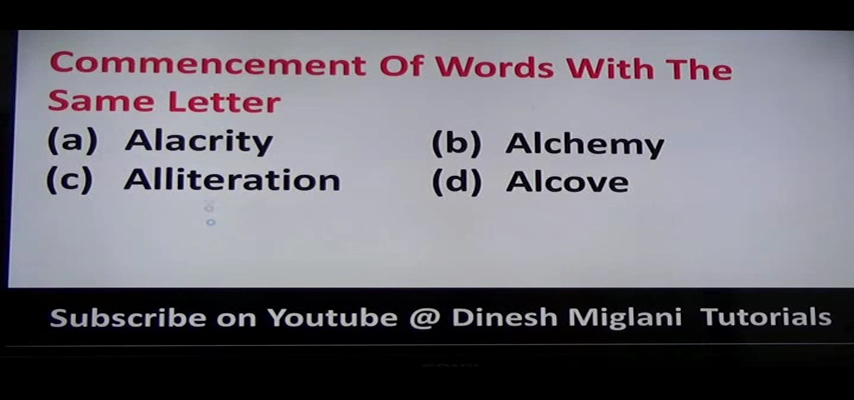 Commencement Of Words With The
Same Letter
(a) Alacrity (b) Alchemy
(c) Alliteration (d) Alcove
Subscribe on Youtube @ Dinesh Miglani Tutorials